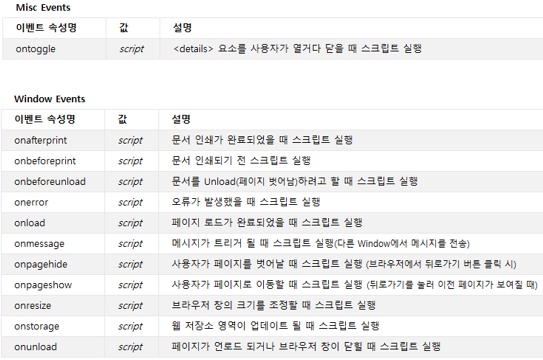 Misc Events
이벤트 속성명 값 설명
ontoggle script <details> 요소를 사용자가 열거다 닫을 때 스크립트 실행
Window Events
이벤트 속성명 값 설명
onafterprint script 문서 인쇄가 완료되었을 때 스크립트 실행
onbeforeprint script 문서 인쇄되기 전 스크립트 실행
onbeforeunload script 문서를 Unload(페이지 벗어남)하려고 할 때 스크립트 실행
onerror script 오류가 발생했을 때 스크립트 실행
onload script 페이지 로드가 완료되었을 때 스크립트 실행
onmessage script 메시지가 트리거 될 때 스크립트 실행(다른 Window에서 메시지를 전송)
onpagehide script 사용자가 페이지를 벗어날 때 스크립트 실행 (브라우저에서 뒤로가기 버튼 클릭 시)
onpageshow script 사용자가 페이지로 이동할 때 스크립트 실행 (뒤로가기를 눌러 이전 페이지가 보여질 때)
onresize script 브라우저 창의 크기를 조정할 때 스크립트 실행
onstorage script 웹 저장소 영역이 업데이트 될 때 스크립트 실행
onunload script 페이지가 언로드 되거나 브라우저 창이 닫힐 때 스크립트 실행